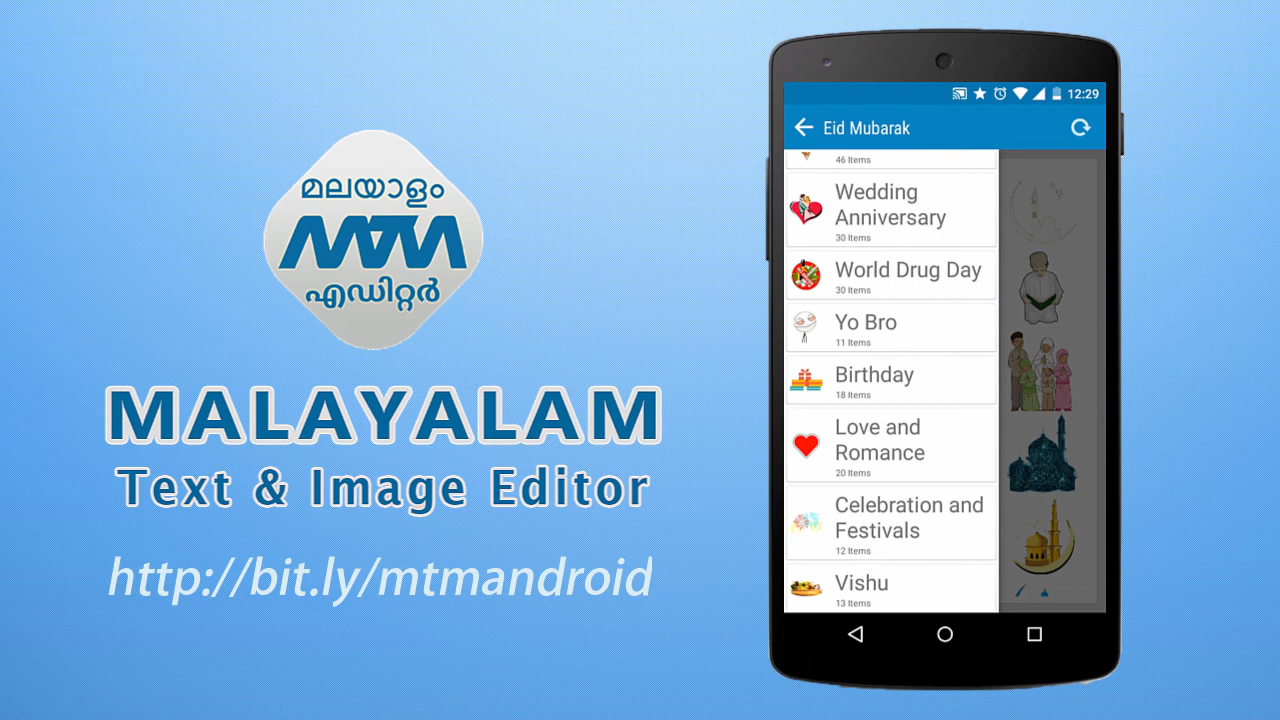 മലയാളം
MTM
എഡിറ്റർ
MALAYALAM
Text & Image Editor
http://bit.ly/mtmandroid
12:29
Eid Mubarak
46 Items
Wedding
Anniversary
30 Items
World Drug Day
30 Items
Yo Bro
11 Items
Birthday
18 Items
Love and
Romance
20 Items
Celebration and
Festivals
12 Items
Vishu
13 Items